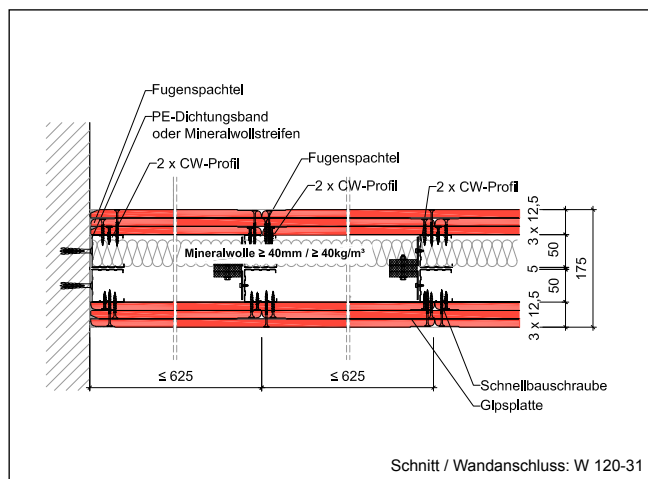 Fugenspachtel
PE-Dichtungsband
oder Mineralwollstreifen
2 x CW-Profil
Fugenspachtel
2 x CW-Profil
2 x CW-Profil
Mineralwolle ≥ 40mm / ≥ 40kg/m³
3 x 12,5
50
5
50
3 x 12,5
175
≤ 625
≤ 625
Schnellbauschraube
GIpsplatte
Schnitt / Wandanschluss: W 120-31